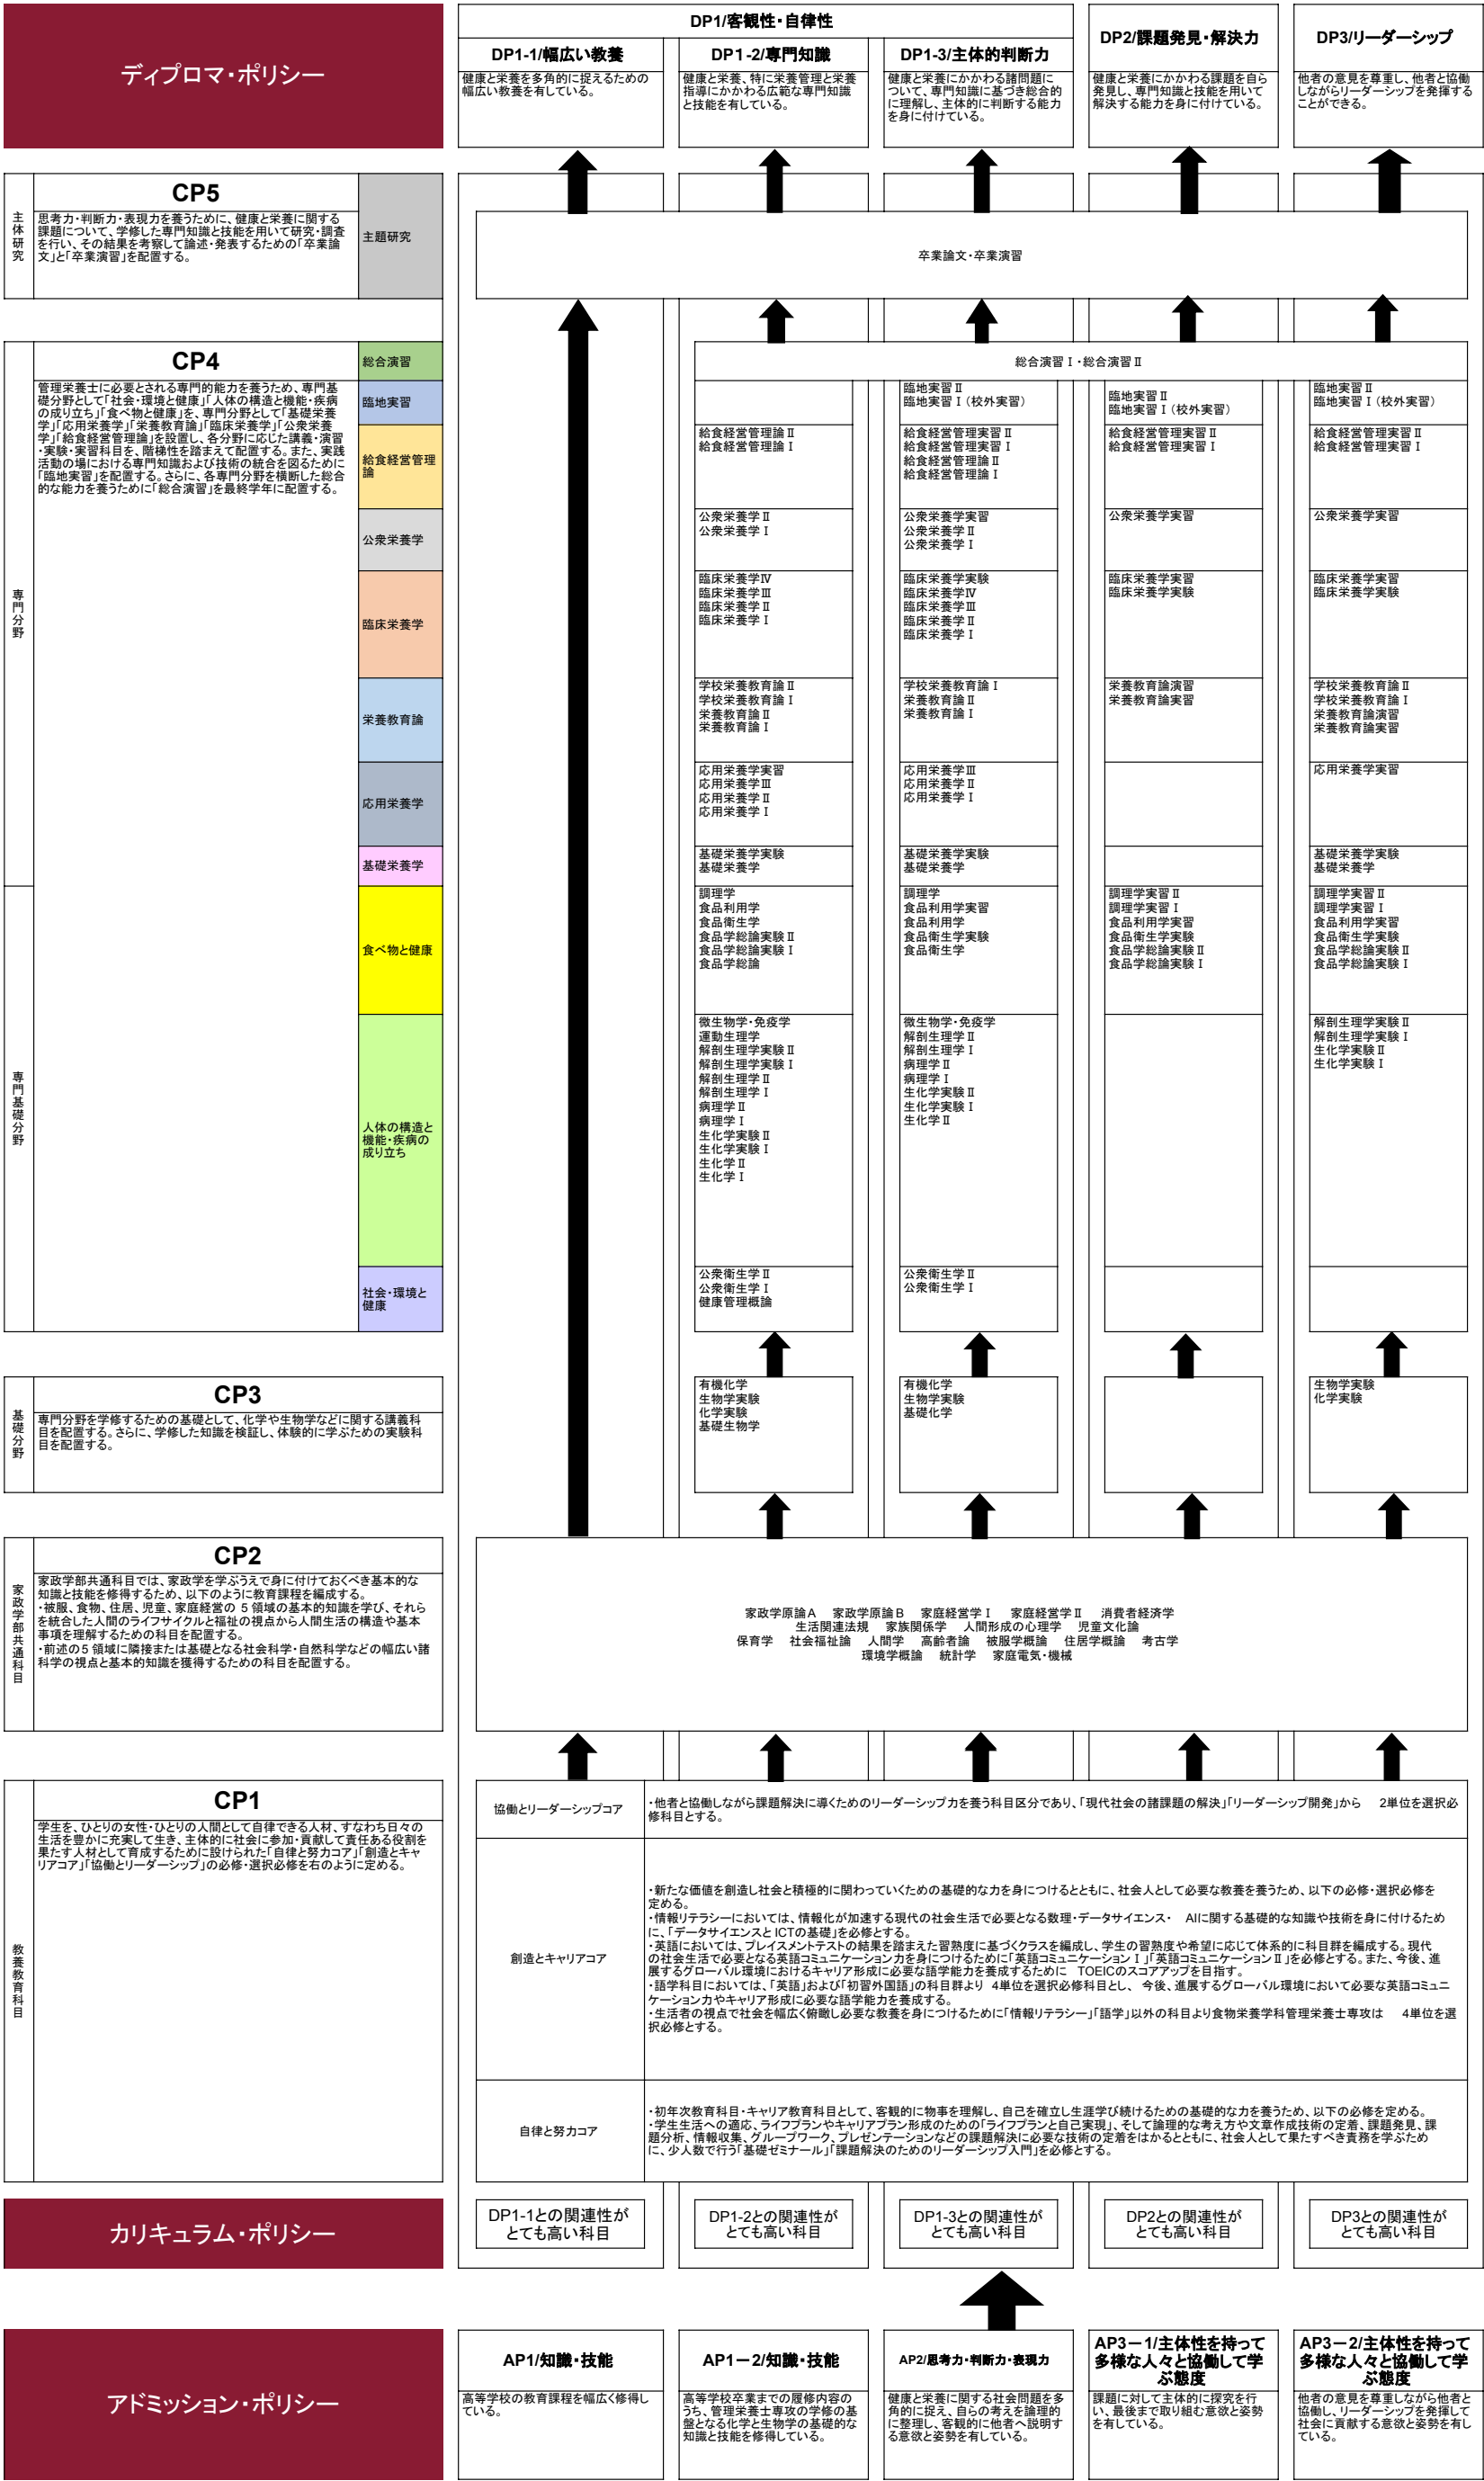 ディプロマ・ポリシー
DP1/客観性・自律性
DP1-1/幅広い教養
健康と栄養を多角的に捉えるための
幅広い教養を有している。
DP１-2/専門知識
健康と栄養、特に栄養管理と栄養
指導にかかわる広範な専門知識
と技能を有している。
DP1-3/主体的判断力
健康と栄養にかかわる諸問題に
ついて、専門知識に基づき総合的
に理解し、主体的に判断する能力
を身に付けている。
DP2/課題発見・解決力
健康と栄養にかかわる課題を自ら
発見し、専門知識と技能を用いて
解決する能力を身に付けている。
DP3/リーダーシップ
他者の意見を尊重し、他者と協働
しながらリーダーシップを発揮する
ことができる。
主体研究
CP5
思考力・判断力・表現力を養うために、健康と栄養に関する
課題について、学修した専門知識と技能を用いて研究・調査
を行い、その結果を考察して論述・発表するための「卒業論
文」と「卒業演習」を配置する。
主題研究
卒業論文・卒業演習
専門分野
専門基礎分野
CP4
管理栄養士に必要とされる専門的能力を養うため、専門基
礎分野として「社会・環境と健康」「人体の構造と機能・疾病
の成り立ち」「食べ物と健康」を、専門分野として「基礎栄養
学」「応用栄養学」「栄養教育論」「臨床栄養学」「公衆栄養
学」「給食経営管理論」を設置し、各分野に応じた講義・演習
・実験・実習科目を、階梯性を踏まえて配置する。また、実践
活動の場における専門知識および技術の統合を図るために
「臨地実習」を配置する。さらに、各専門分野を横断した総合
的な能力を養うために「総合演習」を最終学年に配置する。
総合演習
総合演習Ⅰ・総合演習Ⅱ
臨地実習
臨地実習Ⅱ
臨地実習Ⅰ（校外実習）
臨地実習Ⅱ
臨地実習Ⅰ（校外実習）
臨地実習Ⅱ
臨地実習Ⅰ（校外実習）
給食経営管理
論
給食経営管理論Ⅱ
給食経営管理論Ⅰ
給食経営管理実習Ⅱ
給食経営管理実習Ⅰ
給食経営管理論Ⅱ
給食経営管理論Ⅰ
給食経営管理実習Ⅱ
給食経営管理実習Ⅰ
給食経営管理実習Ⅱ
給食経営管理実習Ⅰ
公衆栄養学
公衆栄養学Ⅱ
公衆栄養学Ⅰ
公衆栄養学実習
公衆栄養学Ⅱ
公衆栄養学Ⅰ
公衆栄養学実習
公衆栄養学実習
臨床栄養学
臨床栄養学Ⅳ
臨床栄養学Ⅲ
臨床栄養学Ⅱ
臨床栄養学Ⅰ
臨床栄養学実験
臨床栄養学Ⅳ
臨床栄養学Ⅲ
臨床栄養学Ⅱ
臨床栄養学Ⅰ
臨床栄養学実習
臨床栄養学実験
臨床栄養学実習
臨床栄養学実験
栄養教育論
学校栄養教育論Ⅱ
学校栄養教育論Ⅰ
栄養教育論Ⅱ
栄養教育論Ⅰ
学校栄養教育論Ⅰ
栄養教育論Ⅱ
栄養教育論Ⅰ
栄養教育論演習
栄養教育論実習
学校栄養教育論Ⅱ
学校栄養教育論Ⅰ
栄養教育論演習
栄養教育論実習
応用栄養学
応用栄養学実習
応用栄養学Ⅲ
応用栄養学Ⅱ
応用栄養学Ⅰ
応用栄養学Ⅲ
応用栄養学Ⅱ
応用栄養学Ⅰ
応用栄養学実習
基礎栄養学
基礎栄養学実験
基礎栄養学
基礎栄養学実験
基礎栄養学
基礎栄養学実験
基礎栄養学
食べ物と健康
調理学
食品利用学
食品衛生学
食品学総論実験Ⅱ
食品学総論実験Ⅰ
食品学総論
調理学
食品利用学実習
食品利用学
食品衛生学実験
食品衛生学
調理学実習Ⅱ
調理学実習Ⅰ
食品利用学実習
食品衛生学実験
食品学総論実験Ⅱ
食品学総論実験Ⅰ
調理学実習Ⅱ
調理学実習Ⅰ
食品利用学実習
食品衛生学実験
食品学総論実験Ⅱ
食品学総論実験Ⅰ
人体の構造と
機能・疾病の
成り立ち
微生物学・免疫学
運動生理学
解剖生理学実験Ⅱ
解剖生理学実験Ⅰ
解剖生理学Ⅱ
解剖生理学Ⅰ
病理学Ⅱ
病理学Ⅰ
生化学実験Ⅱ
生化学実験Ⅰ
生化学Ⅱ
生化学Ⅰ
微生物学・免疫学
解剖生理学Ⅱ
解剖生理学Ⅰ
病理学Ⅱ
病理学Ⅰ
生化学実験Ⅱ
生化学実験Ⅰ
生化学Ⅱ
解剖生理学実験Ⅱ
解剖生理学実験Ⅰ
生化学実験Ⅱ
生化学実験Ⅰ
社会・環境と
健康
公衆衛生学Ⅱ
公衆衛生学Ⅰ
健康管理概論
公衆衛生学Ⅱ
公衆衛生学Ⅰ
基礎分野
CP3
専門分野を学修するための基礎として、化学や生物学などに関する講義科
目を配置する。さらに、学修した知識を検証し、体験的に学ぶための実験科
目を配置する。
有機化学
生物学実験
化学実験
基礎生物学
有機化学
生物学実験
基礎化学
生物学実験
化学実験
家政学部共通科目
CP2
家政学部共通科目では、家政学を学ぶうえで身に付けておくべき基本的な
知識と技能を修得するため、以下のように教育課程を編成する。
・被服、食物、住居、児童、家庭経営の 5 領域の基本的知識を学び、それら
を統合した人間のライフサイクルと福祉の視点から人間生活の構造や基本
事項を理解するための科目を配置する。
・前述の5 領域に隣接または基礎となる社会科学・自然科学などの幅広い諸
科学の視点と基本的知識を獲得するための科目を配置する。
家政学原論Ａ 家政学原論Ｂ 家庭経営学Ⅰ 家庭経営学Ⅱ 消費者経済学
生活関連法規 家族関係学 人間形成の心理学 児童文化論
保育学 社会福祉論 人間学 高齢者論 被服学概論 住居学概論 考古学
環境学概論 統計学 家庭電気・機械
教養教育科目
CP1
学生を、ひとりの女性・ひとりの人間として自律できる人材、すなわち日々の
生活を豊かに充実して生き、主体的に社会に参加・貢献して責任ある役割を
果たす人材として育成するために設けられた「自律と努力コア」「創造とキャ
リアコア」「協働とリーダーシップ」の必修・選択必修を右のように定める。
協働とリーダーシップコア
・他者と協働しながら課題解決に導くためのリーダーシップ力を養う科目区分であり、「現代社会の諸課題の解決」「リーダーシップ開発」から 2単位を選択必
修科目とする。
創造とキャリアコア
・新たな価値を創造し社会と積極的に関わっていくための基礎的な力を身につけるとともに、社会人として必要な教養を養うため、以下の必修・選択必修を
定める。
・情報リテラシーにおいては、情報化が加速する現代の社会生活で必要となる数理・データサイエンス・ AIに関する基礎的な知識や技術を身に付けるため
に、「データサイエンスと ICTの基礎」を必修とする。
・英語においては、プレイスメントテストの結果を踏まえた習熟度に基づくクラスを編成し、学生の習熟度や希望に応じて体系的に科目群を編成する。現代
の社会生活で必要となる英語コミュニケーション力を身につけるために「英語コミュニケーションⅠ」「英語コミュニケーションⅡ」を必修とする。また、今後、進
展するグローバル環境におけるキャリア形成に必要な語学能力を養成するために TOEICのスコアアップを目指す。
・語学科目においては、「英語」および「初習外国語」の科目群より 4単位を選択必修科目とし、 今後、進展するグローバル環境において必要な英語コミュニ
ケーション力やキャリア形成に必要な語学能力を養成する。
・生活者の視点で社会を幅広く俯瞰し必要な教養を身につけるために「情報リテラシー」「語学」以外の科目より食物栄養学科管理栄養士専攻は 4単位を選
択必修とする。
自律と努力コア
・初年次教育科目・キャリア教育科目として、客観的に物事を理解し、自己を確立し生涯学び続けるための基礎的な力を養うため、以下の必修を定める。
・学生生活への適応、ライフプランやキャリアプラン形成のための「ライフプランと自己実現」、そして論理的な考え方や文章作成技術の定着、課題発見、課
題分析、情報収集、グループワーク、プレゼンテーションなどの課題解決に必要な技術の定着をはかるとともに、社会人として果たすべき責務を学ぶため
に、少人数で行う「基礎ゼミナール」「課題解決のためのリーダーシップ入門」を必修とする。
カリキュラム・ポリシー
DP1-1との関連性が
とても高い科目
DP1-2との関連性が
とても高い科目
DP1-3との関連性が
とても高い科目
DP2との関連性が
とても高い科目
DP3との関連性が
とても高い科目
アドミッション・ポリシー
AP1/知識・技能
高等学校の教育課程を幅広く修得し
ている。
AP1－2/知識・技能
高等学校卒業までの履修内容の
うち、管理栄養士専攻の学修の基
盤となる化学と生物学の基礎的な
知識と技能を修得している。
AP2/思考力・判断力・表現力
健康と栄養に関する社会問題を多
角的に捉え、自らの考えを論理的
に整理し、客観的に他者へ説明す
る意欲と姿勢を有している。
AP3－1/主体性を持って
多様な人々と協働して学
ぶ態度
課題に対して主体的に探究を行
い、最後まで取り組む意欲と姿勢
を有している。
AP3－2/主体性を持って
多様な人々と協働して学
ぶ態度
他者の意見を尊重しながら他者と
協働し、リーダーシップを発揮して
社会に貢献する意欲と姿勢を有し
ている。